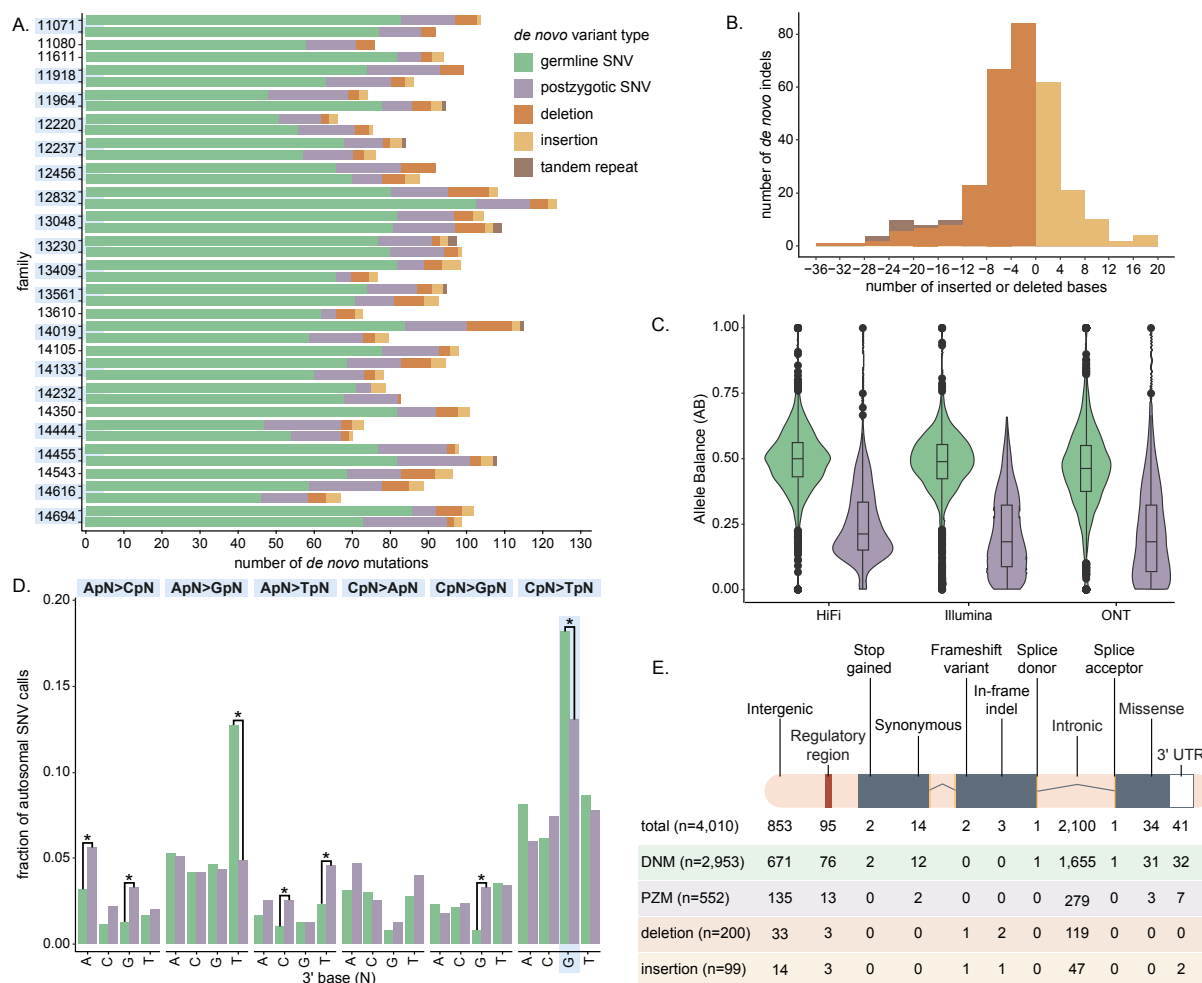 A.
family
11071
11080
11611
11918
11964
12220
12237
12456
12832
13048
13230
13409
13561
13610
14019
14105
14133
14232
14350
14444
14455
14543
14616
14694
0 10 20 30 40 50 60 70 80 90 100 110 120 130
number of de novo mutations
de novo variant type
germline SNV
postzygotic SNV
deletion
insertion
tandem repeat
B.
number of de novo indels
80
60
40
20
0
−36 −32 −28 −24 −20 −16 −12 −8 −4 0 4 8 12 16 20
number of inserted or deleted bases
C.
Allele Balance (AB)
1.00
0.75
0.50
0.25
0.00
HiFi Illumina ONT
D.
ApN>CpN ApN>GpN ApN>TpN CpN>ApN CpN>GpN CpN>TpN
fraction of autosomal SNV calls
0.20
0.15
0.10
0.05
0.00
* * * * * * *
A C G T A C G T A C G T A C G T A C G T A C G T
3' base (N)
E.
Stop gained
Frameshift variant
Splice donor
Splice acceptor
Intergenic
Regulatory region
Synonymous
In-frame indel
Intronic
Missense
3' UTR
total (n=4,010) 853 95 2 14 2 3 1 2,100 1 34 41
DNM (n=2,953) 671 76 2 12 0 0 1 1,655 1 31 32
PZM (n=552) 135 13 0 2 0 0 0 279 0 3 7
deletion (n=200) 33 3 0 0 1 2 0 119 0 0 0
insertion (n=99) 14 3 0 0 1 1 0 47 0 0 2